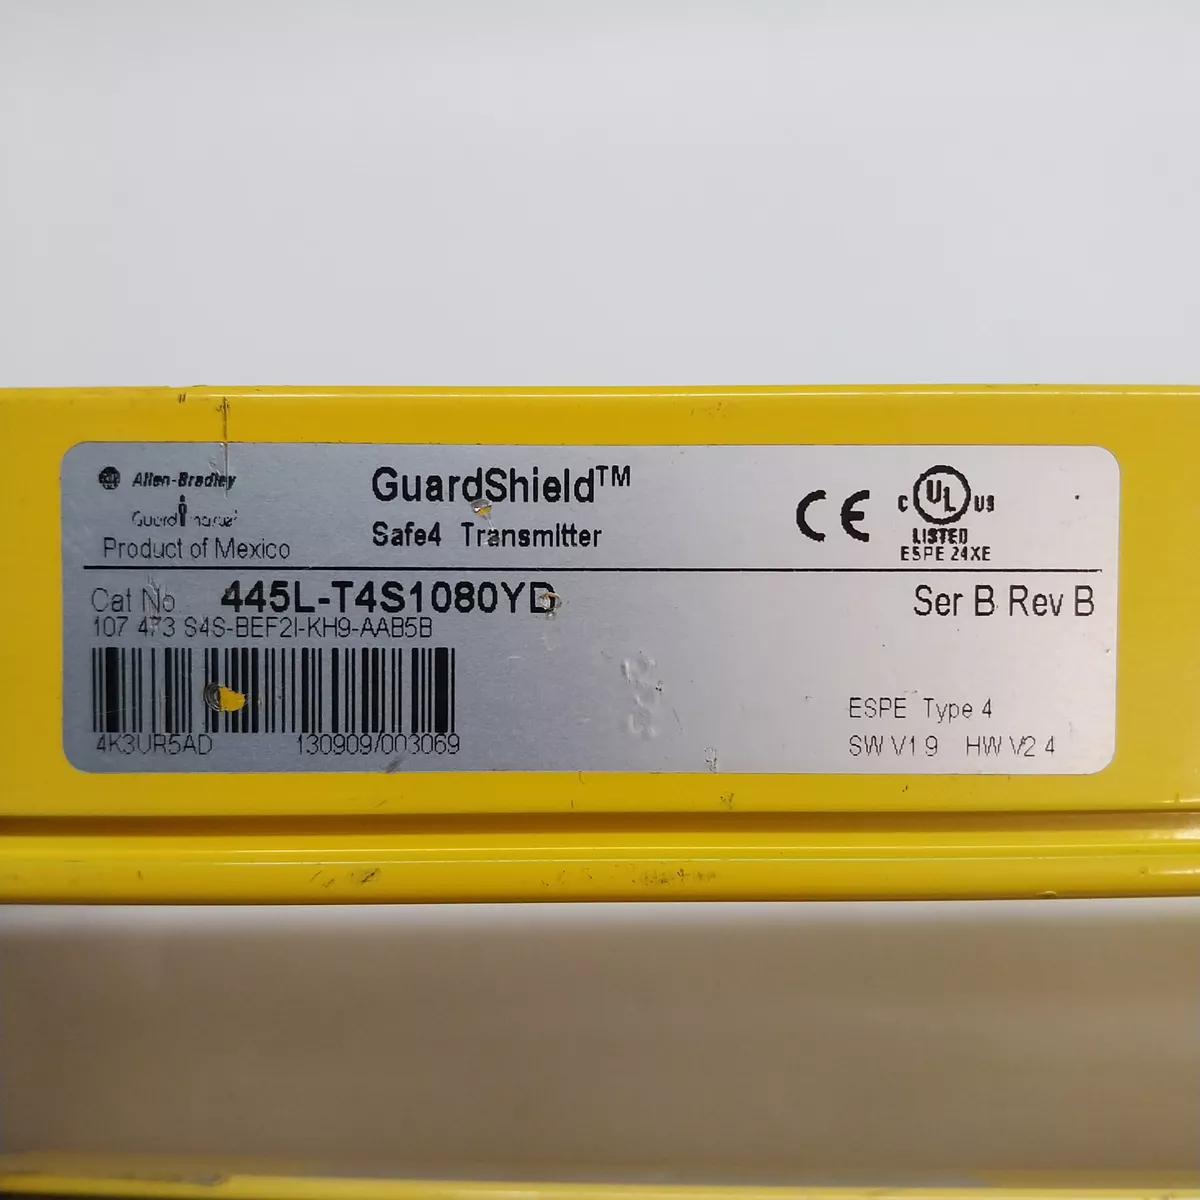 Allen-Bradley
Guardmaster
Product of Mexico
GuardShield™
Safe4 Transmitter
CE
C UL US
LISTED
ESPE 24XE
Cat No 445L-T4S1080YD
Ser B Rev B
107 473 S4S-BEF2I-KH9-AAB5B
4K3UR5AD 130909/003069
ESPE Type 4
SW V1.9 HW V2.4